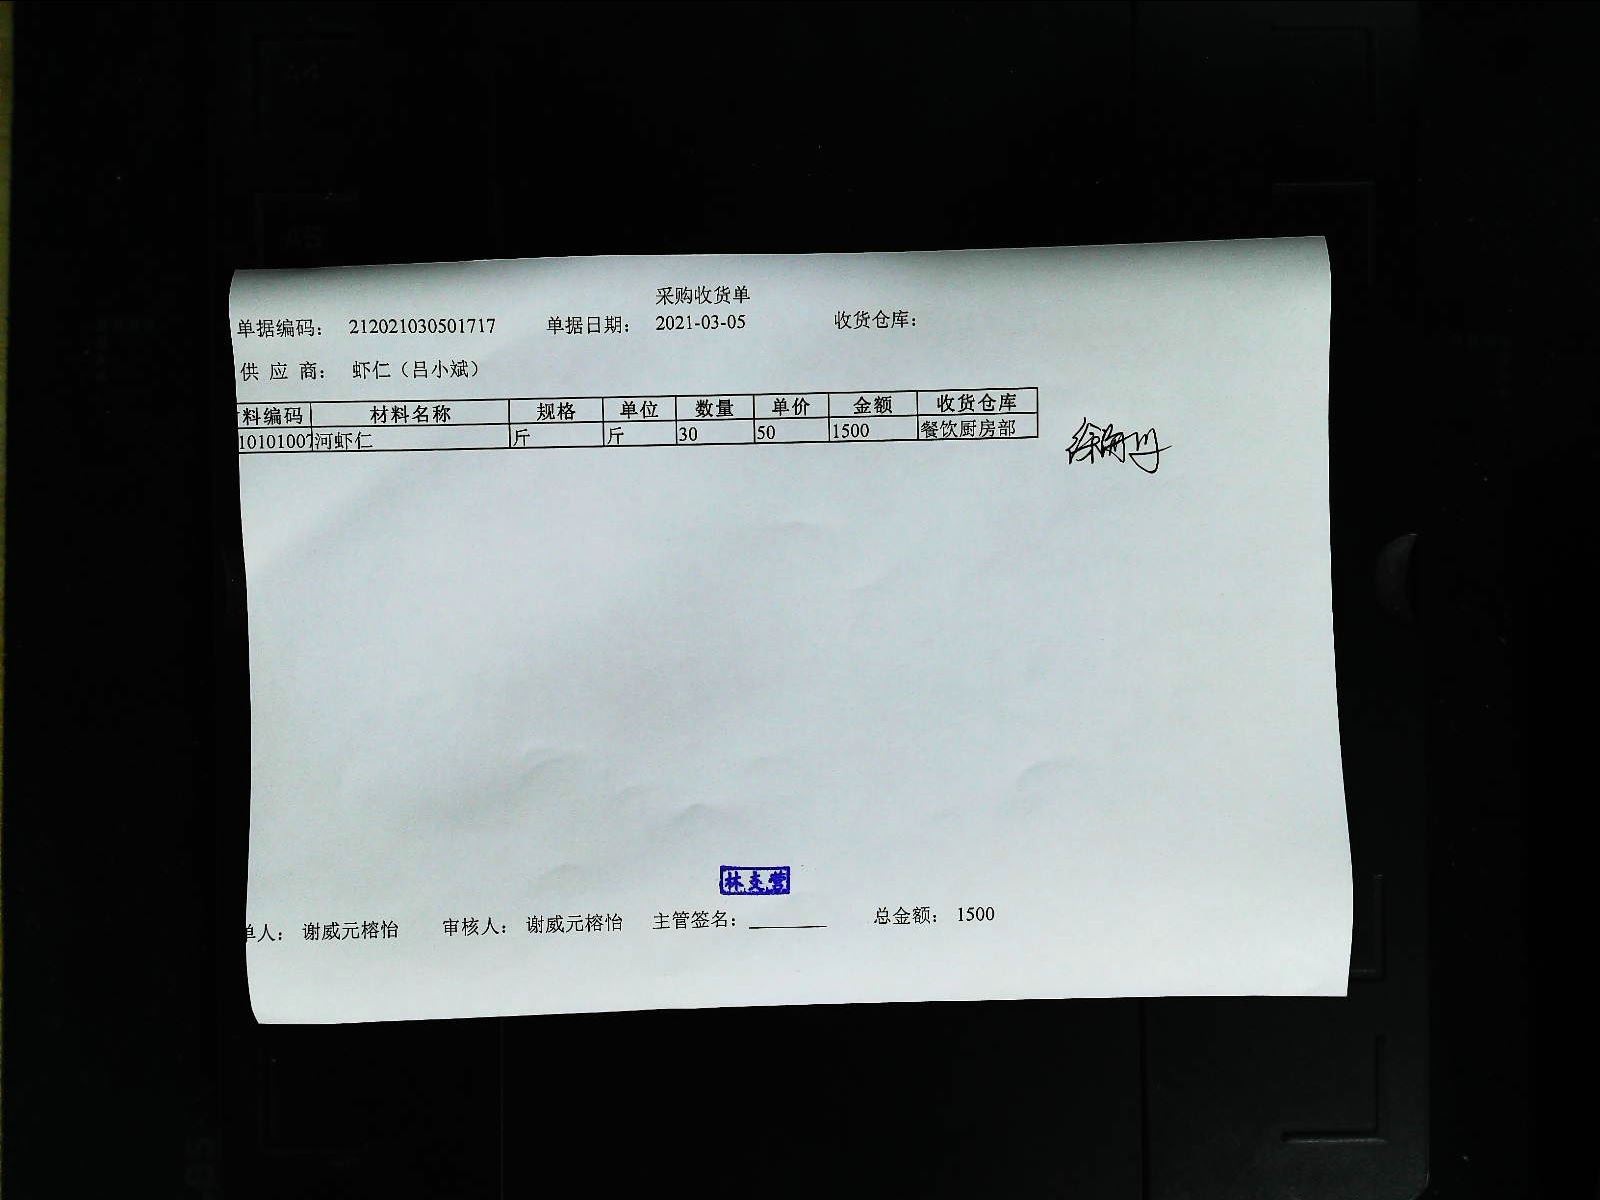 采购收货单
单据编码： 212021030501717 单据日期： 2021-03-05 收货仓库：
供 应 商： 虾仁（吕小斌）
料编码 材料名称 规格 单位 数量 单价 金额 收货仓库
10101007 河虾仁 斤 斤 30 50 1500 餐饮厨房部
单人： 谢威元榕怡 审核人： 谢威元榕怡 主管签名： 总金额： 1500